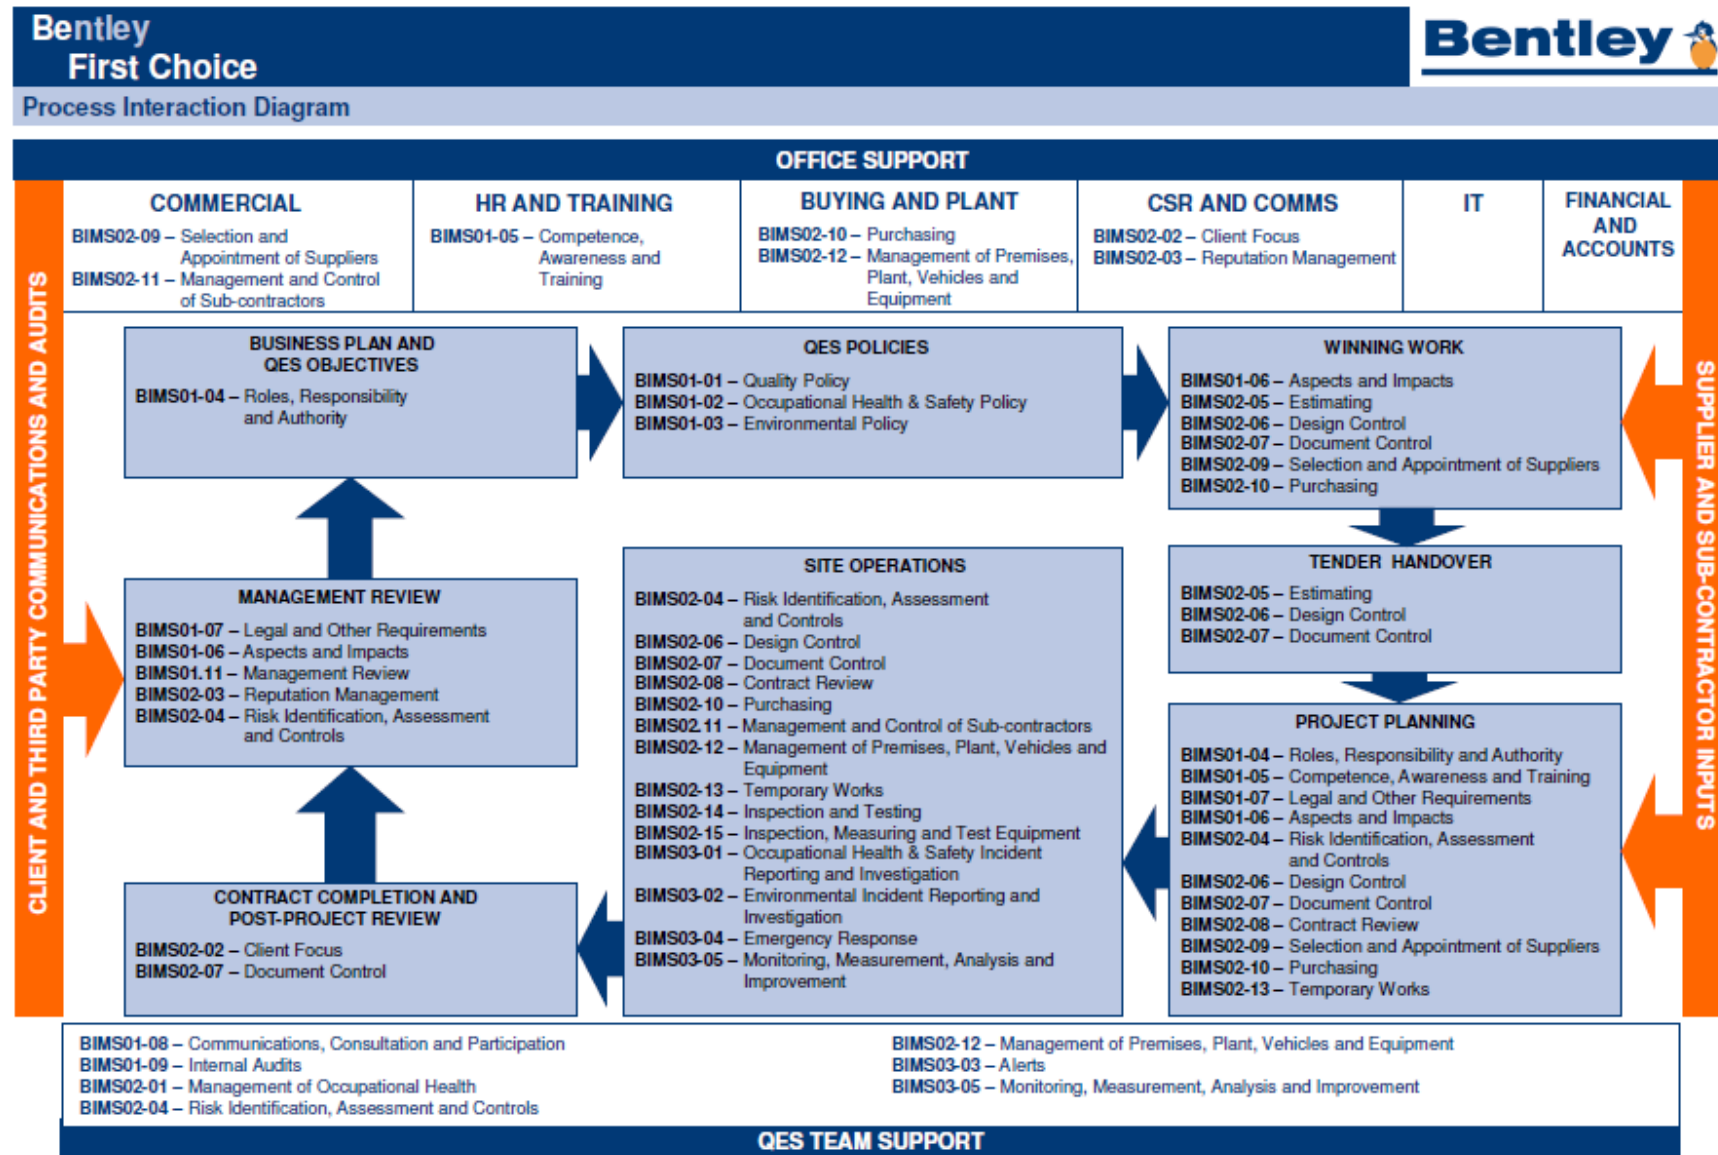 Bentley
First Choice
Bentley
Process Interaction Diagram
OFFICE SUPPORT
CLIENT AND THIRD PARTY COMMUNICATIONS AND AUDITS
COMMERCIAL
BIMS02-09 – Selection and
Appointment of Suppliers
BIMS02-11 – Management and Control
of Sub-contractors
HR AND TRAINING
BIMS01-05 – Competence,
Awareness and
Training
BUYING AND PLANT
BIMS02-10 – Purchasing
BIMS02-12 – Management of Premises,
Plant, Vehicles and
Equipment
CSR AND COMMS
BIMS02-02 – Client Focus
BIMS02-03 – Reputation Management
IT
FINANCIAL
AND
ACCOUNTS
SUPPLIER AND SUB-CONTRACTOR INPUTS
BUSINESS PLAN AND
QES OBJECTIVES
BIMS01-04 – Roles, Responsibility
and Authority
QES POLICIES
BIMS01-01 – Quality Policy
BIMS01-02 – Occupational Health & Safety Policy
BIMS01-03 – Environmental Policy
WINNING WORK
BIMS01-06 – Aspects and Impacts
BIMS02-05 – Estimating
BIMS02-06 – Design Control
BIMS02-07 – Document Control
BIMS02-09 – Selection and Appointment of Suppliers
BIMS02-10 – Purchasing
TENDER HANDOVER
BIMS02-05 – Estimating
BIMS02-06 – Design Control
BIMS02-07 – Document Control
PROJECT PLANNING
BIMS01-04 – Roles, Responsibility and Authority
BIMS01-05 – Competence, Awareness and Training
BIMS01-07 – Legal and Other Requirements
BIMS01-06 – Aspects and Impacts
BIMS02-04 – Risk Identification, Assessment
and Controls
BIMS02-06 – Design Control
BIMS02-07 – Document Control
BIMS02-08 – Contract Review
BIMS02-09 – Selection and Appointment of Suppliers
BIMS02-10 – Purchasing
BIMS02-13 – Temporary Works
SITE OPERATIONS
BIMS02-04 – Risk Identification, Assessment
and Controls
BIMS02-06 – Design Control
BIMS02-07 – Document Control
BIMS02-08 – Contract Review
BIMS02-10 – Purchasing
BIMS02.11 – Management and Control of Sub-contractors
BIMS02-12 – Management of Premises, Plant, Vehicles and
Equipment
BIMS02-13 – Temporary Works
BIMS02-14 – Inspection and Testing
BIMS02-15 – Inspection, Measuring and Test Equipment
BIMS03-01 – Occupational Health & Safety Incident
Reporting and Investigation
BIMS03-02 – Environmental Incident Reporting and
Investigation
BIMS03-04 – Emergency Response
BIMS03-05 – Monitoring, Measurement, Analysis and
Improvement
MANAGEMENT REVIEW
BIMS01-07 – Legal and Other Requirements
BIMS01-06 – Aspects and Impacts
BIMS01.11 – Management Review
BIMS02-03 – Reputation Management
BIMS02-04 – Risk Identification, Assessment
and Controls
CONTRACT COMPLETION AND
POST-PROJECT REVIEW
BIMS02-02 – Client Focus
BIMS02-07 – Document Control
BIMS01-08 – Communications, Consultation and Participation
BIMS01-09 – Internal Audits
BIMS02-01 – Management of Occupational Health
BIMS02-04 – Risk Identification, Assessment and Controls
BIMS02-12 – Management of Premises, Plant, Vehicles and Equipment
BIMS03-03 – Alerts
BIMS03-05 – Monitoring, Measurement, Analysis and Improvement
QES TEAM SUPPORT